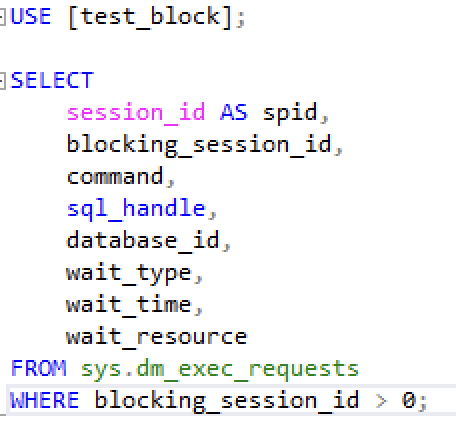 USE [test_block];
SELECT
session_id AS spid,
blocking_session_id,
command,
sql_handle,
database_id,
wait_type,
wait_time,
wait_resource
FROM sys.dm_exec_requests
WHERE blocking_session_id > 0;